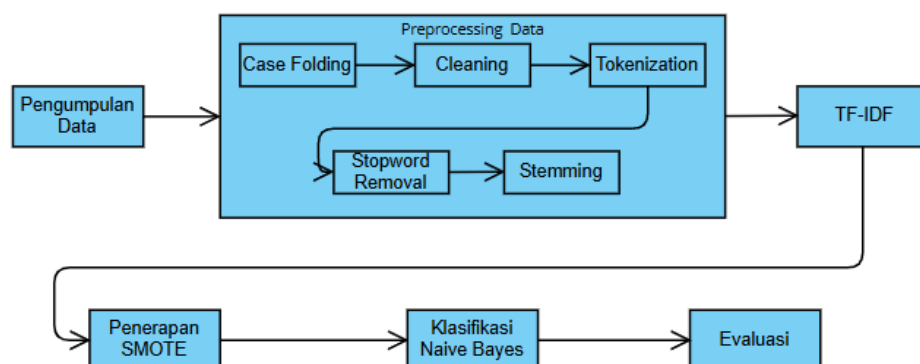 Preprocessing Data
Case Folding
Cleaning
Tokenization
Pengumpulan
Data
TF-IDF
Stopword
Removal
Stemming
Penerapan
SMOTE
Klasifikasi
Naive Bayes
Evaluasi